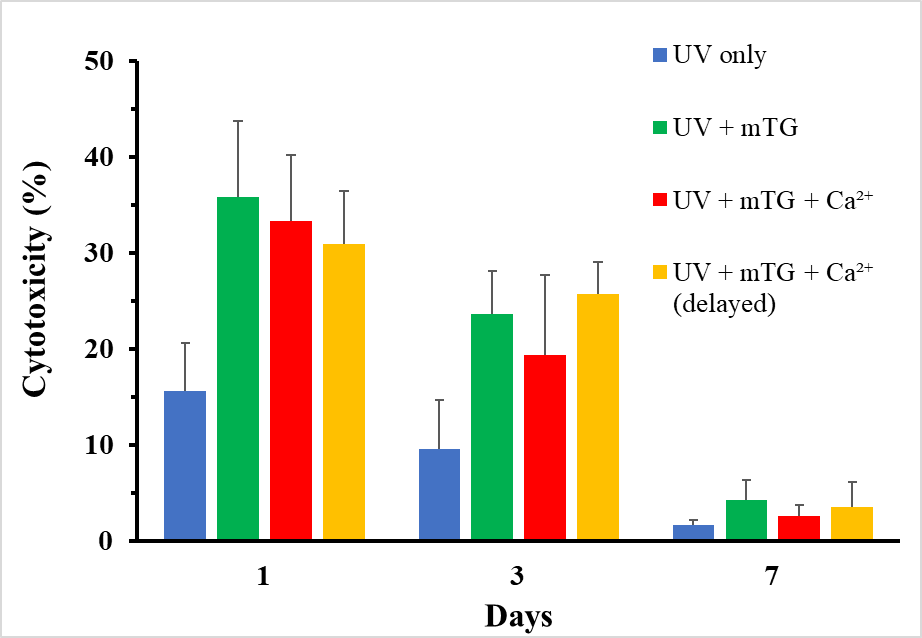 50
40
30
20
10
0
Cytotoxicity (%)
1
3
7
Days
UV only
UV + mTG
UV + mTG + Ca²⁺
UV + mTG + Ca²⁺
(delayed)